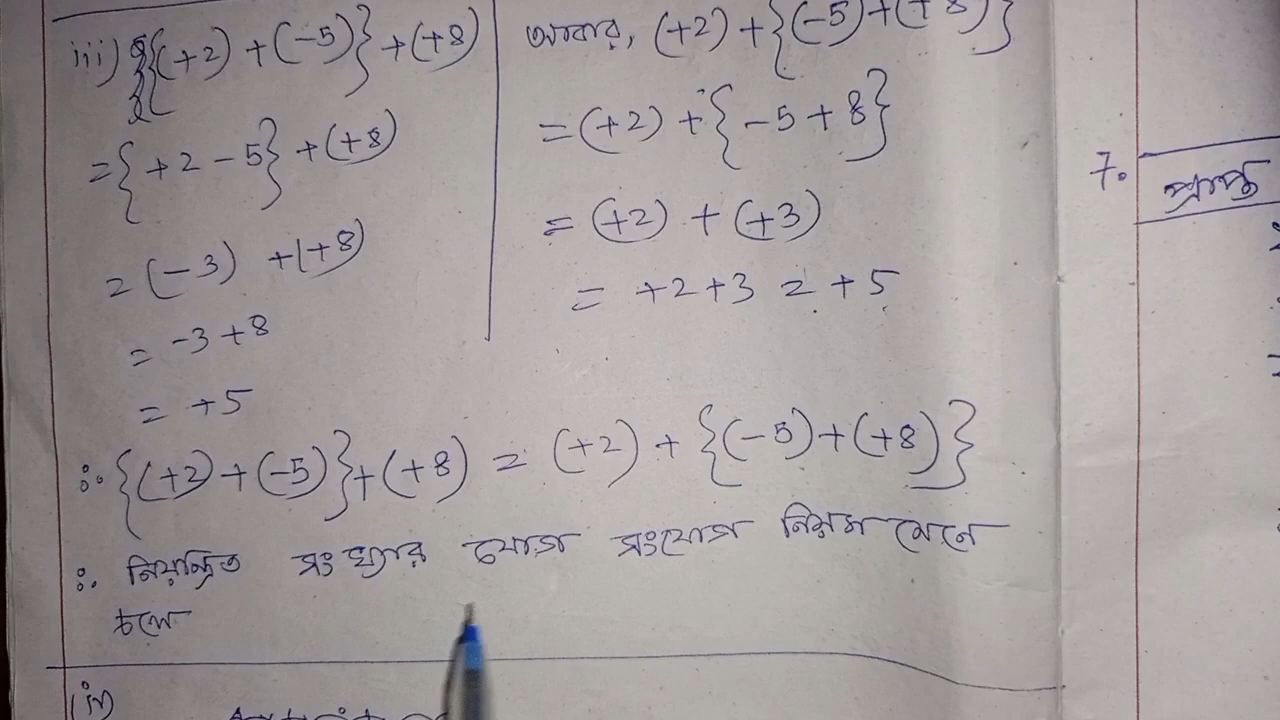 iii) {(+2) + (-5)} + (+8)
= {+2 - 5} + (+8)
= (-3) + (+8)
= -3 + 8
= +5
আবার, (+2) + {(-5) + (+8)}
= (+2) + {-5 + 8}
= (+2) + (+3)
= +2+3 = +5
∴ {(+2) + (-5)} + (+8) = (+2) + {(-5) + (+8)}
∴ নিয়ন্ত্রিত সংখ্যার যোগ সংযোগ নিয়ম মেনে
চলে
(iv)
7.
প্রাপ্ত